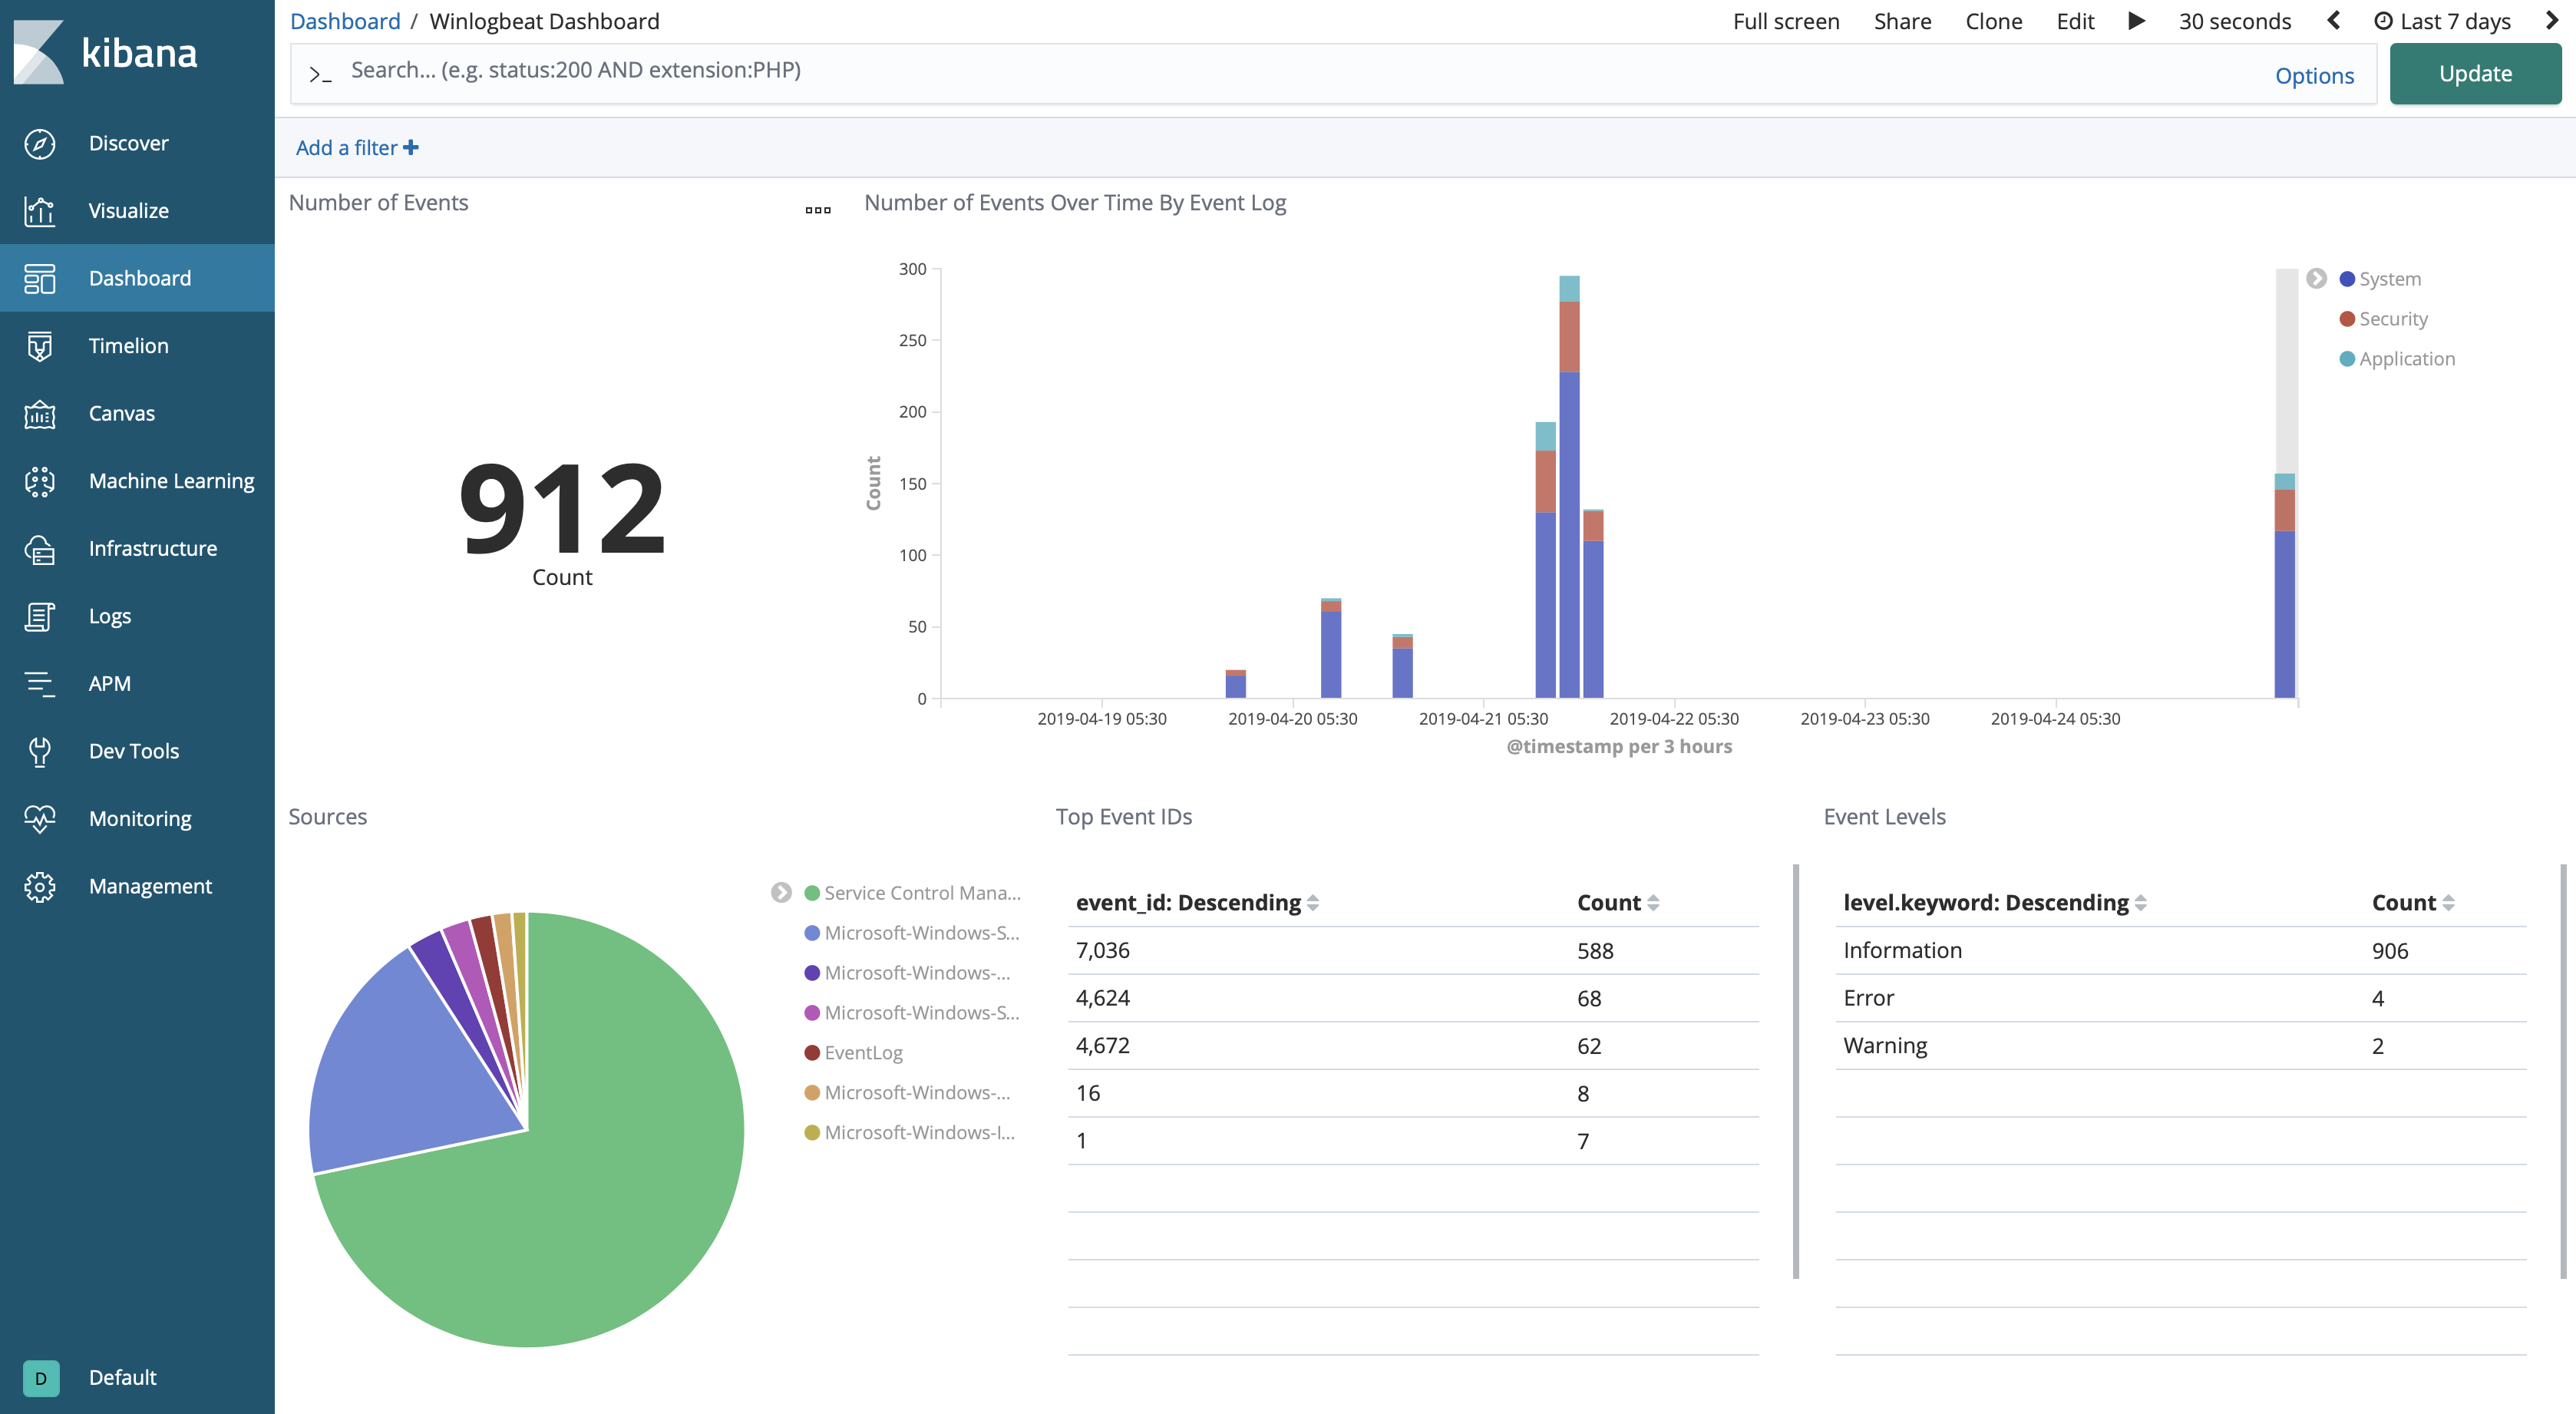 kibana
Discover
Visualize
Dashboard
Timelion
Canvas
Machine Learning
Infrastructure
Logs
APM
Dev Tools
Monitoring
Management
D Default
Dashboard / Winlogbeat Dashboard
Full screen Share Clone Edit 30 seconds Last 7 days
>_ Search... (e.g. status:200 AND extension:PHP) Options Update
Add a filter +
Number of Events
912
Count
Number of Events Over Time By Event Log
300
250
200
150
100
50
0
Count
2019-04-19 05:30 2019-04-20 05:30 2019-04-21 05:30 2019-04-22 05:30 2019-04-23 05:30 2019-04-24 05:30
@timestamp per 3 hours
System
Security
Application
Sources
Service Control Mana...
Microsoft-Windows-S...
Microsoft-Windows-...
Microsoft-Windows-S...
EventLog
Microsoft-Windows-...
Microsoft-Windows-I...
Top Event IDs
event_id: Descending Count
7,036 588
4,624 68
4,672 62
16 8
1 7
Event Levels
level.keyword: Descending Count
Information 906
Error 4
Warning 2